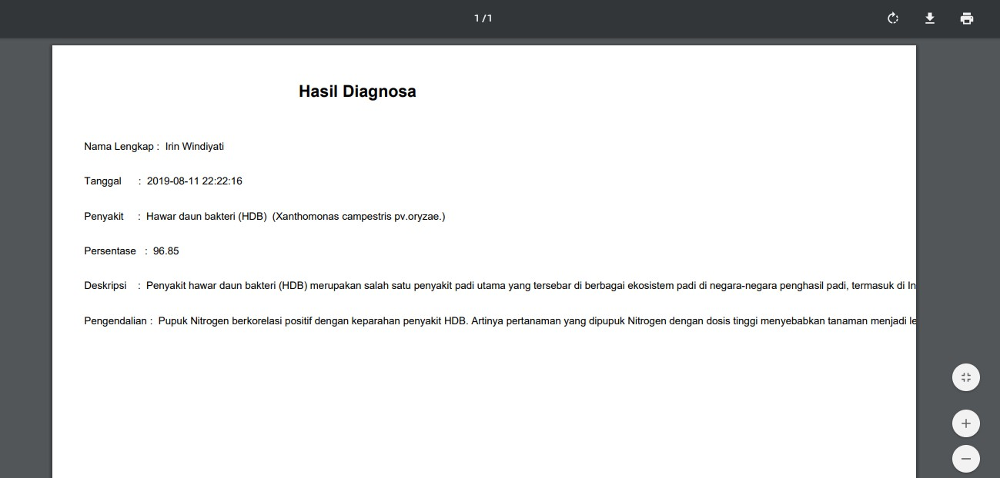 1 / 1
Hasil Diagnosa
Nama Lengkap : Irin Windiyati
Tanggal : 2019-08-11 22:22:16
Penyakit : Hawar daun bakteri (HDB) (Xanthomonas campestris pv.oryzae.)
Persentase : 96.85
Deskripsi : Penyakit hawar daun bakteri (HDB) merupakan salah satu penyakit padi utama yang tersebar di berbagai ekosistem padi di negara-negara penghasil padi, termasuk di In
Pengendalian : Pupuk Nitrogen berkorelasi positif dengan keparahan penyakit HDB. Artinya pertanaman yang dipupuk Nitrogen dengan dosis tinggi menyebabkan tanaman menjadi le